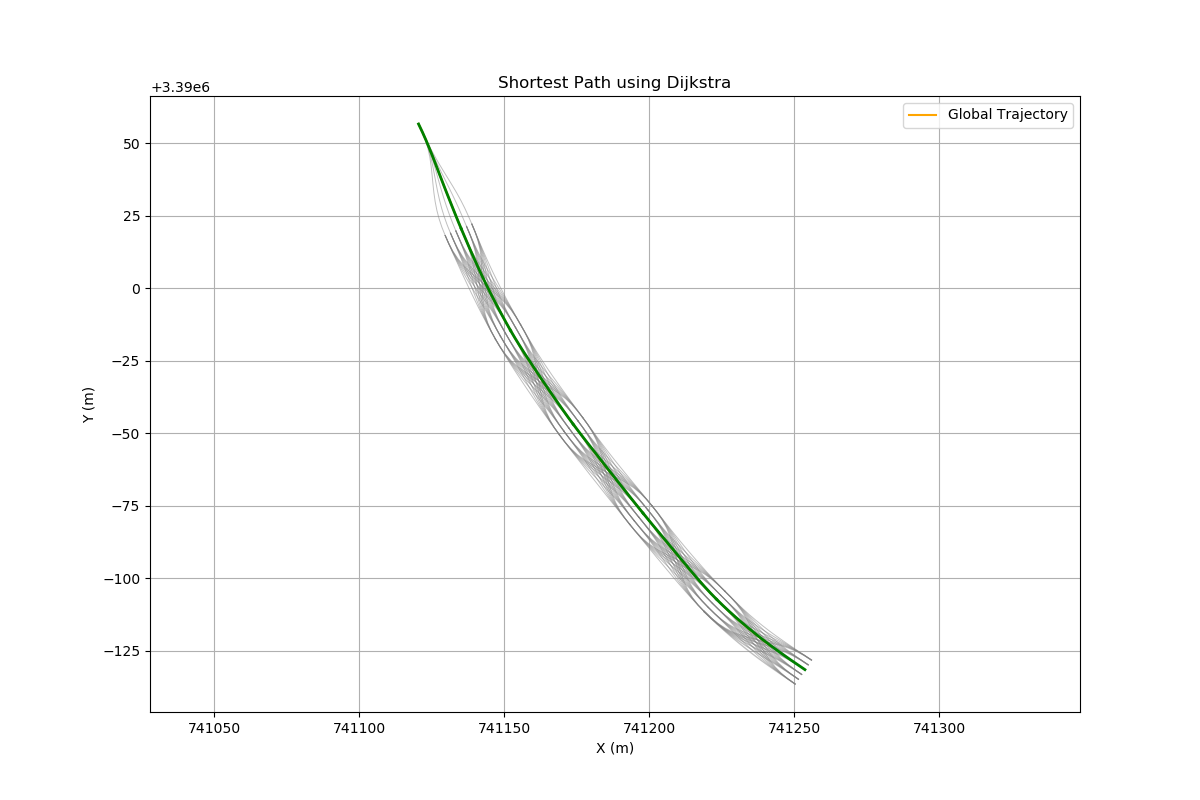 Shortest Path using Dijkstra
+3.39e6
Global Trajectory
50
25
0
−25
−50
−75
−100
−125
Y (m)
741050 741100 741150 741200 741250 741300
X (m)